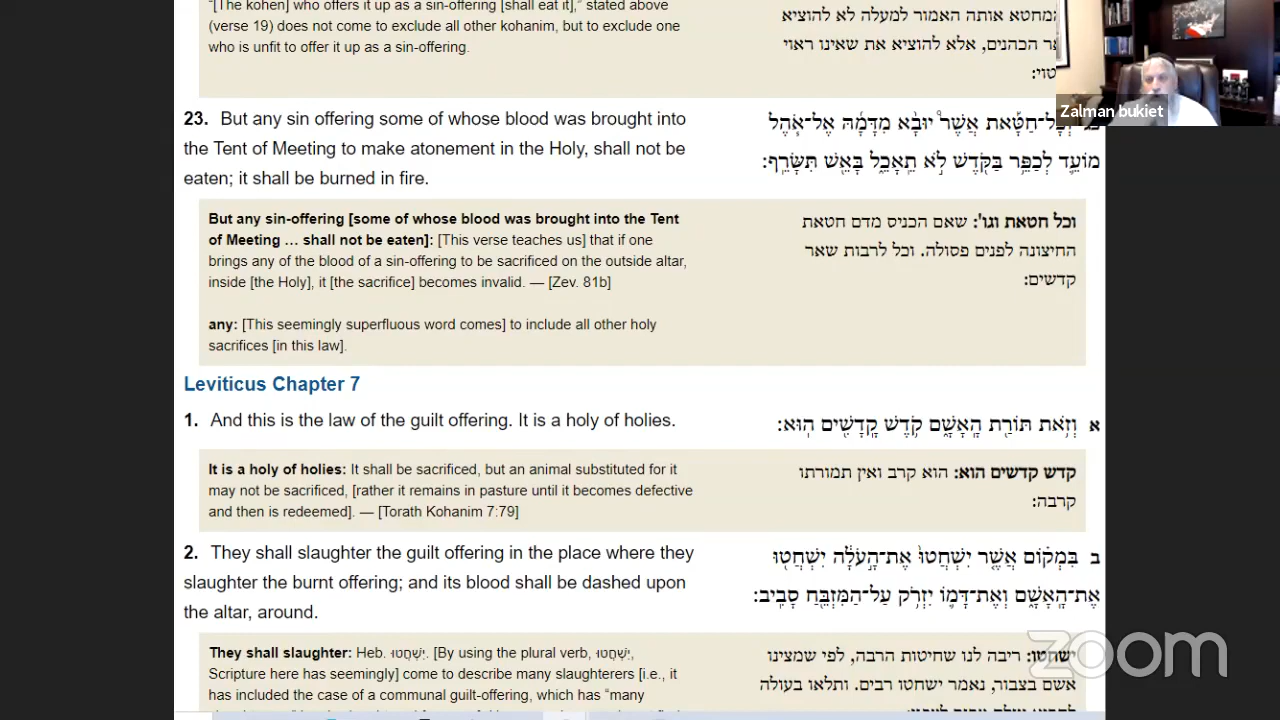 "[The kohen] who offers it up as a sin-offering [shall eat it]," stated above
(verse 19) does not come to exclude all other kohanim, but to exclude one
who is unfit to offer it up as a sin-offering.
המחטא אותה האמור למעלה לא להוציא
הכהנים, אלא להוציא את שאינו ראוי
Zalman bukiet
23. But any sin offering some of whose blood was brought into
the Tent of Meeting to make atonement in the Holy, shall not be
eaten; it shall be burned in fire.
וְכָל־חַטָּ֡את אֲשֶׁר֩ יוּבָ֨א מִדָּמָ֜הּ אֶל־אֹ֧הֶל
מוֹעֵ֛ד לְכַפֵּ֥ר בַּקֹּ֖דֶשׁ לֹ֣א תֵֽאָכֵ֑ל בָּאֵ֖שׁ תִּשָּׂרֵֽף:
But any sin-offering [some of whose blood was brought into the Tent
of Meeting … shall not be eaten]: [This verse teaches us] that if one
brings any of the blood of a sin-offering to be sacrificed on the outside altar,
inside [the Holy], it [the sacrifice] becomes invalid. — [Zev. 81b]
any: [This seemingly superfluous word comes] to include all other holy
sacrifices [in this law].
וכל חטאת וגו': שאם הכניס מדם חטאת
החיצונה לפנים פסולה. וכל לרבות שאר
קדשים:
Leviticus Chapter 7
1. And this is the law of the guilt offering. It is a holy of holies.
א וְזֹ֥את תּוֹרַ֖ת הָֽאָשָׁ֑ם קֹ֥דֶשׁ קָֽדָשִׁ֖ים הֽוּא:
It is a holy of holies: It shall be sacrificed, but an animal substituted for it
may not be sacrificed, [rather it remains in pasture until it becomes defective
and then is redeemed]. — [Torath Kohanim 7:79]
קדש קדשים הוא: הוא קרב ואין תמורתו
קרבה:
2. They shall slaughter the guilt offering in the place where they
slaughter the burnt offering; and its blood shall be dashed upon
the altar, around.
ב בִּמְק֗וֹם אֲשֶׁ֤ר יִשְׁחֲטוּ֙ אֶת־הָ֣עֹלָ֔ה יִשְׁחֲט֖וּ
אֶת־הָֽאָשָׁ֑ם וְאֶת־דָּמ֛וֹ יִזְרֹ֥ק עַל־הַמִּזְבֵּ֖חַ סָבִֽיב:
They shall slaughter: Heb. יִשְׁחֲטוּ. [By using the plural verb, יִשְׁחֲטוּ,
Scripture here has seemingly] come to describe many slaughterers [i.e., it
has included the case of a communal guilt-offering, which has "many
ישחטו: ריבה לנו שחיטות הרבה, לפי שמצינו
אשם בצבור, נאמר ישחטו רבים. ותלאו בעולה
zoom